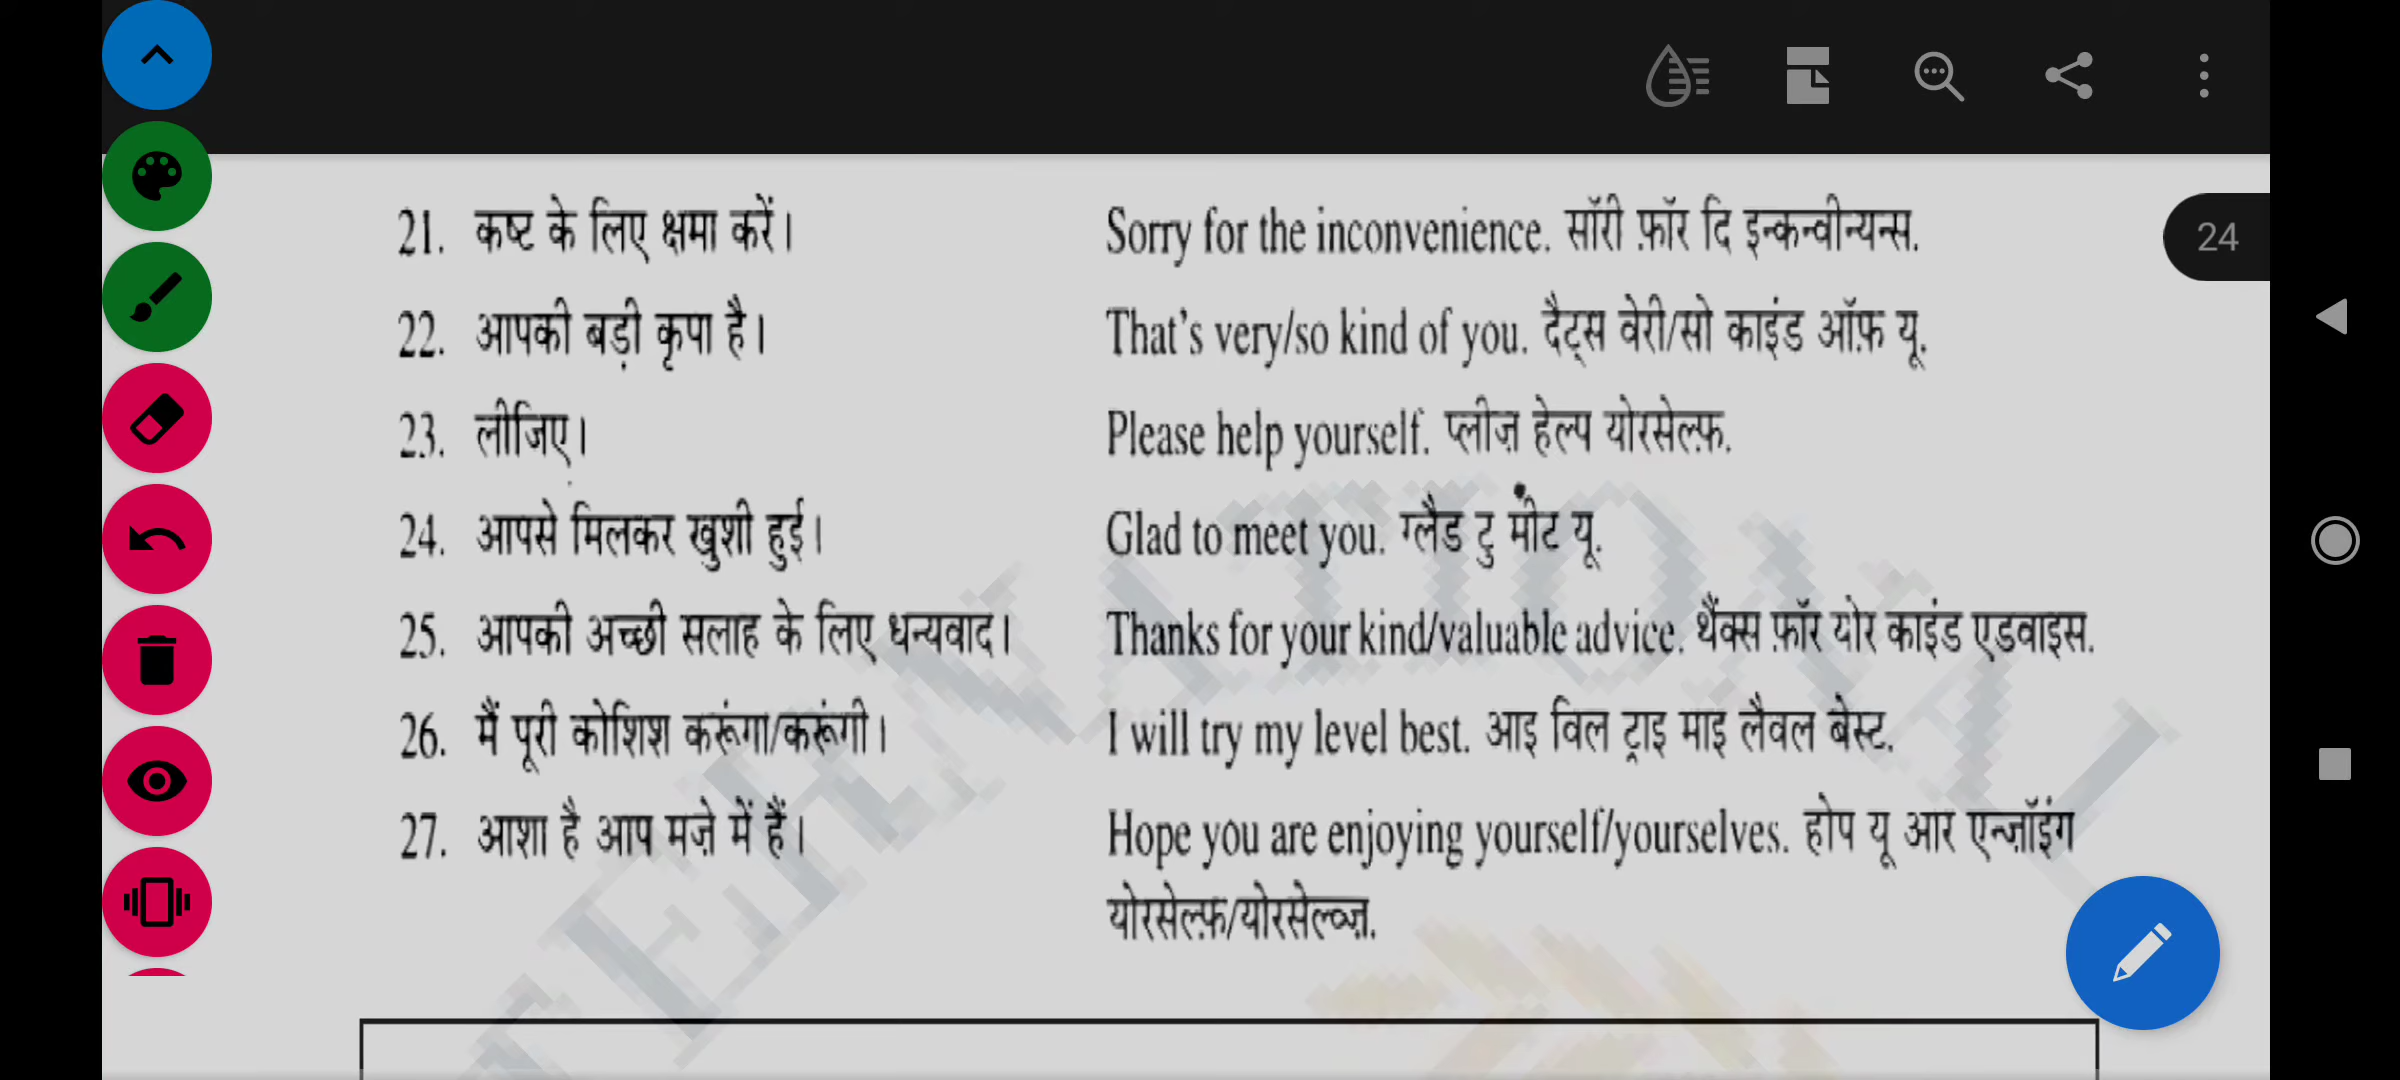 24
21. कष्ट के लिए क्षमा करें। Sorry for the inconvenience. सॉरी फ़ॉर दि इन्कन्वीन्यन्स.
22. आपकी बड़ी कृपा है। That's very/so kind of you. दैट्स वेरी/सो काइंड ऑफ़ यू.
23. लीजिए। Please help yourself. प्लीज़ हेल्प योरसेल्फ़.
24. आपसे मिलकर खुशी हुई। Glad to meet you. ग्लैड टु मीट यू.
25. आपकी अच्छी सलाह के लिए धन्यवाद। Thanks for your kind/valuable advice. थैंक्स फ़ॉर योर काइंड एडवाइस.
26. मैं पूरी कोशिश करूंगा/करूंगी। I will try my level best. आइ विल ट्राइ माइ लैवल बेस्ट.
27. आशा है आप मज़े में हैं। Hope you are enjoying yourself/yourselves. होप यू आर एन्ज़ॉइंग
योरसेल्फ़/योरसेल्व्ज़.